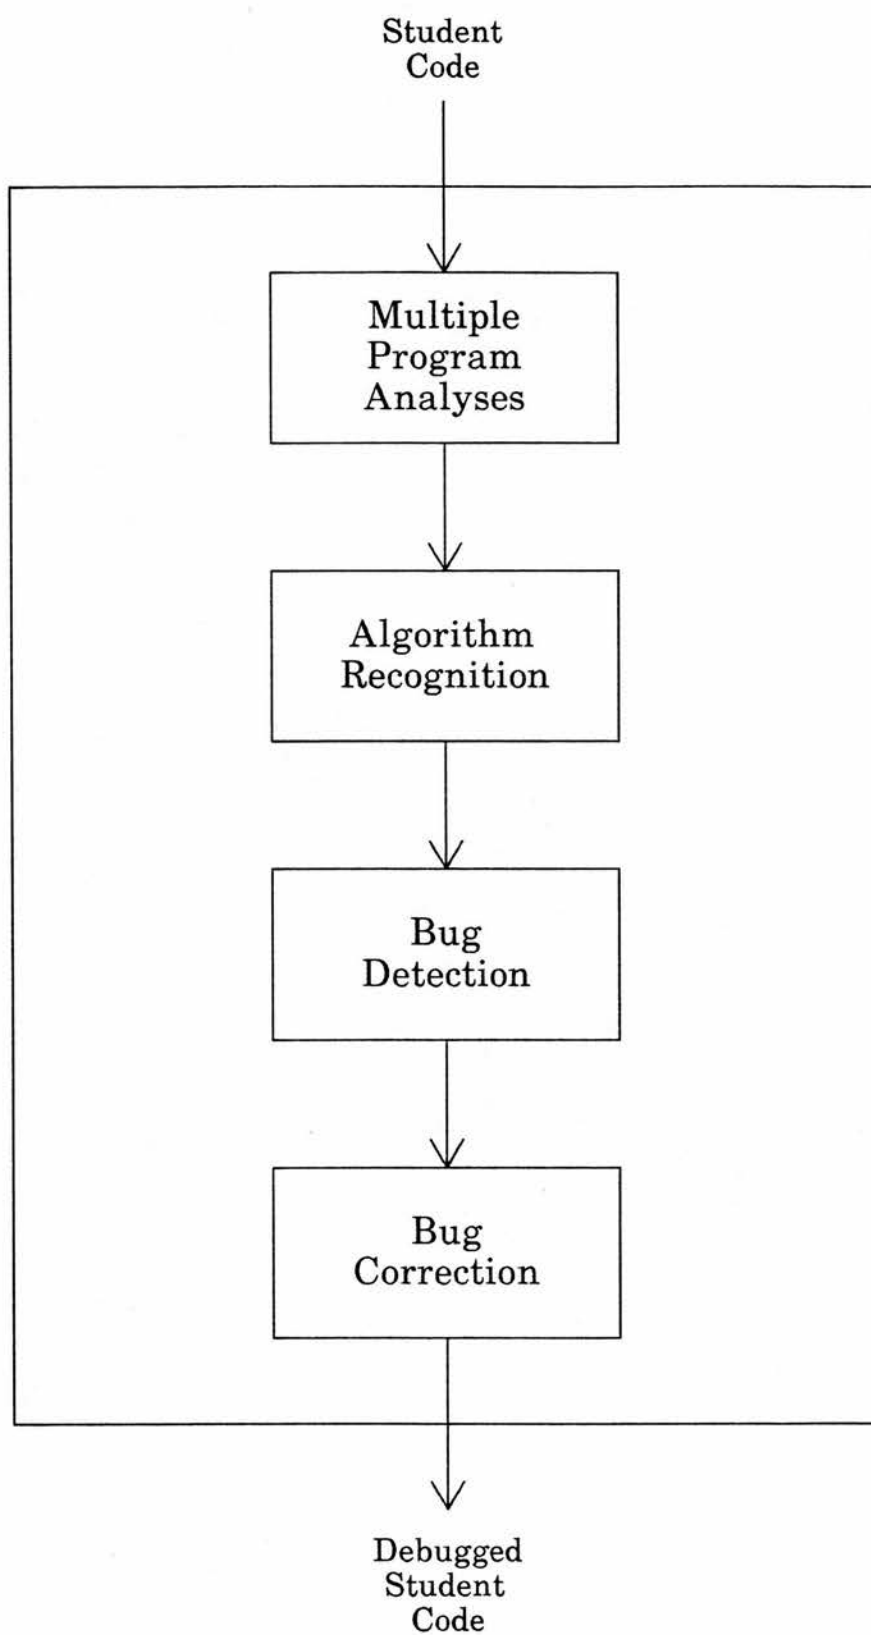 Student
Code
Multiple
Program
Analyses
Algorithm
Recognition
Bug
Detection
Bug
Correction
Debugged
Student
Code